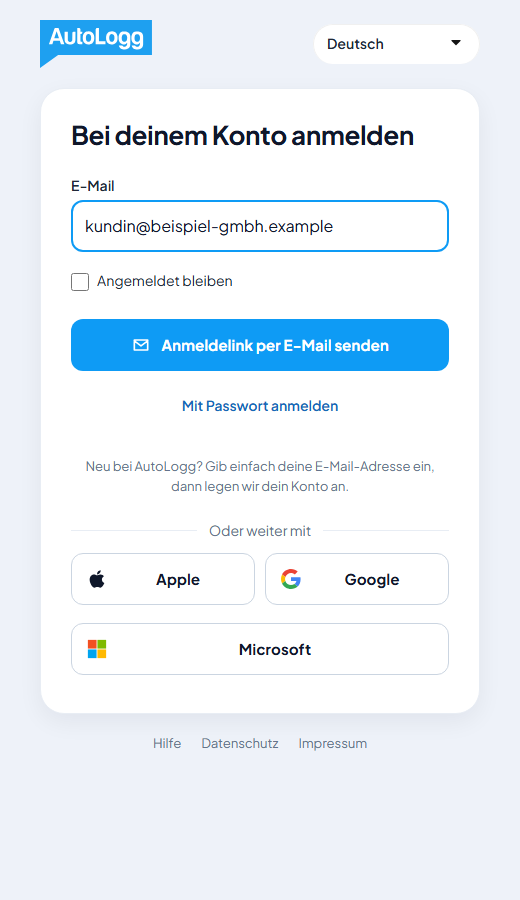 AutoLogg
Deutsch
Bei deinem Konto anmelden
E-Mail
kundin@beispiel-gmbh.example
Angemeldet bleiben
Anmeldelink per E-Mail senden
Mit Passwort anmelden
Neu bei AutoLogg? Gib einfach deine E-Mail-Adresse ein,
dann legen wir dein Konto an.
Oder weiter mit
Apple
Google
Microsoft
Hilfe Datenschutz Impressum